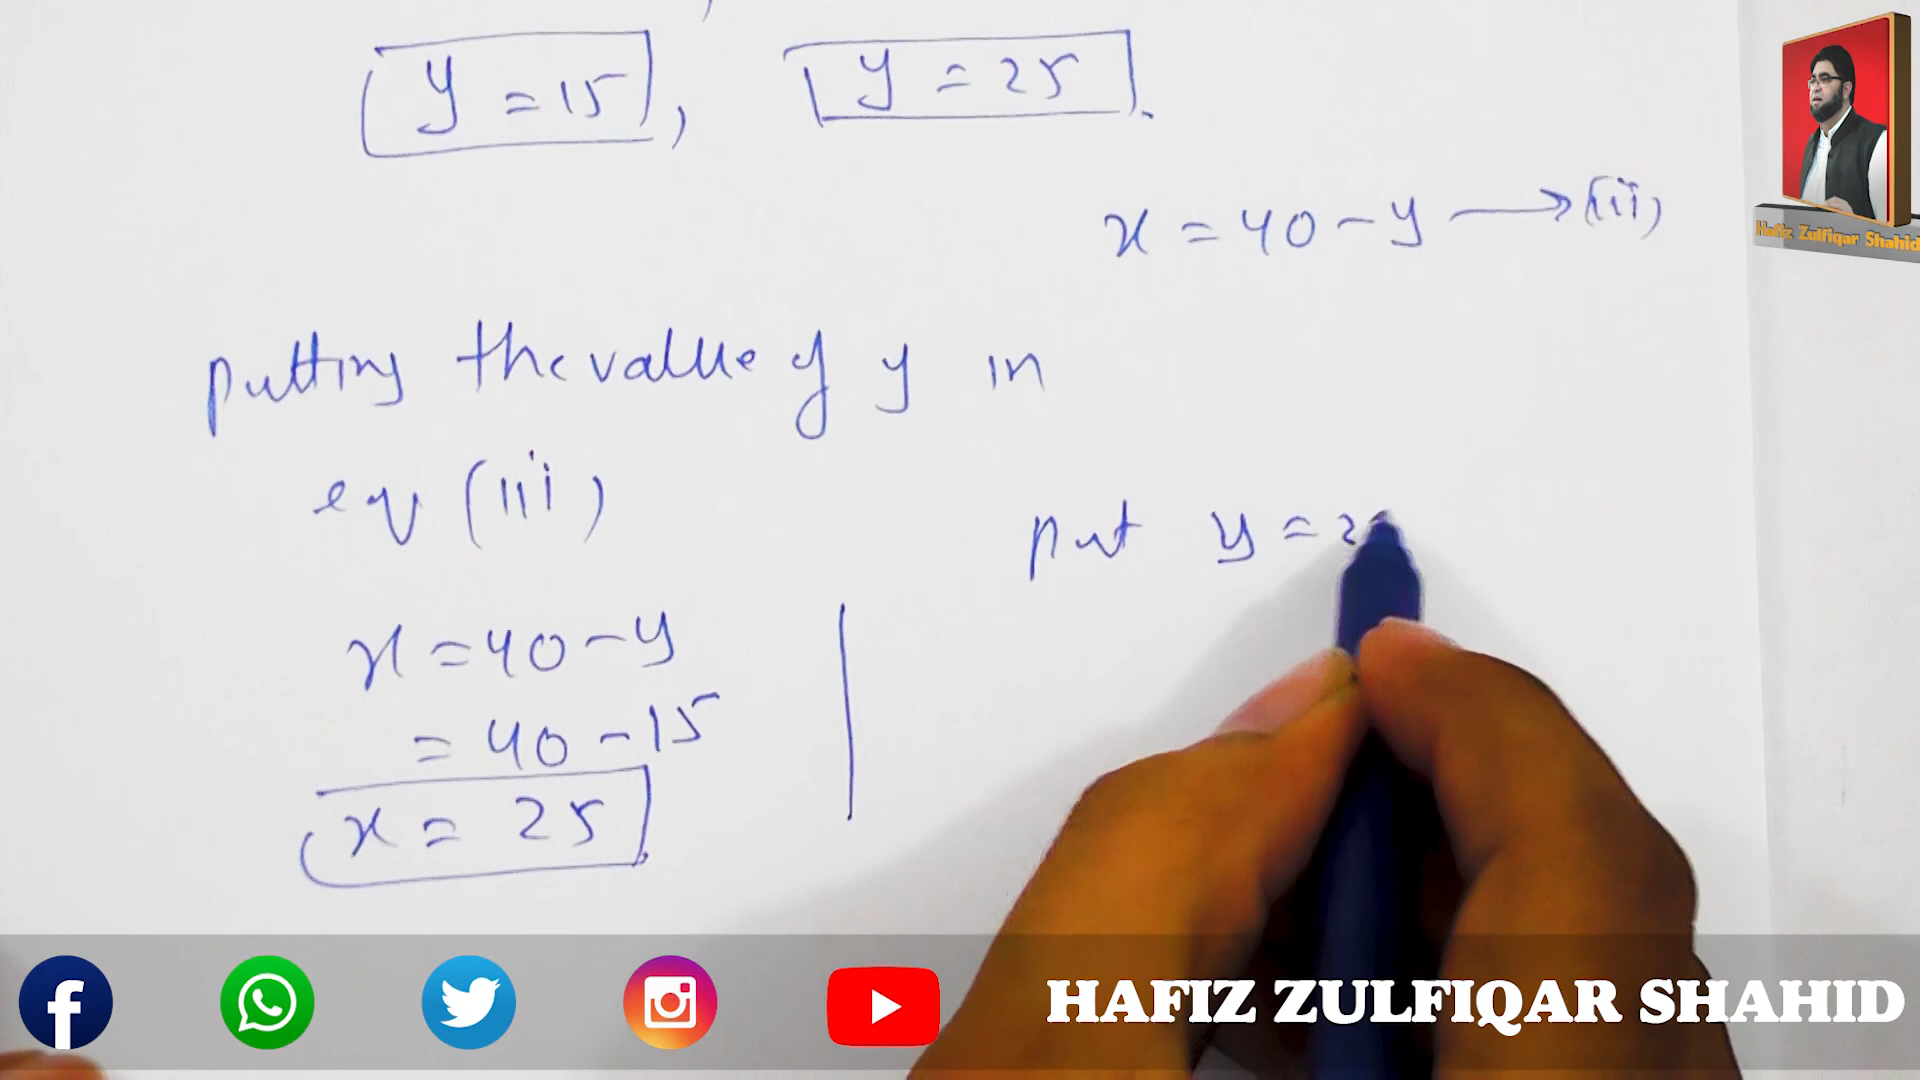 y = 15 , y = 25 .
x = 40 - y → (iii)
Hafiz Zulfiqar Shahid
putting the value of y in
eq (iii)
put y = 2
x = 40 - y
= 40 - 15
x = 25
HAFIZ ZULFIQAR SHAHID